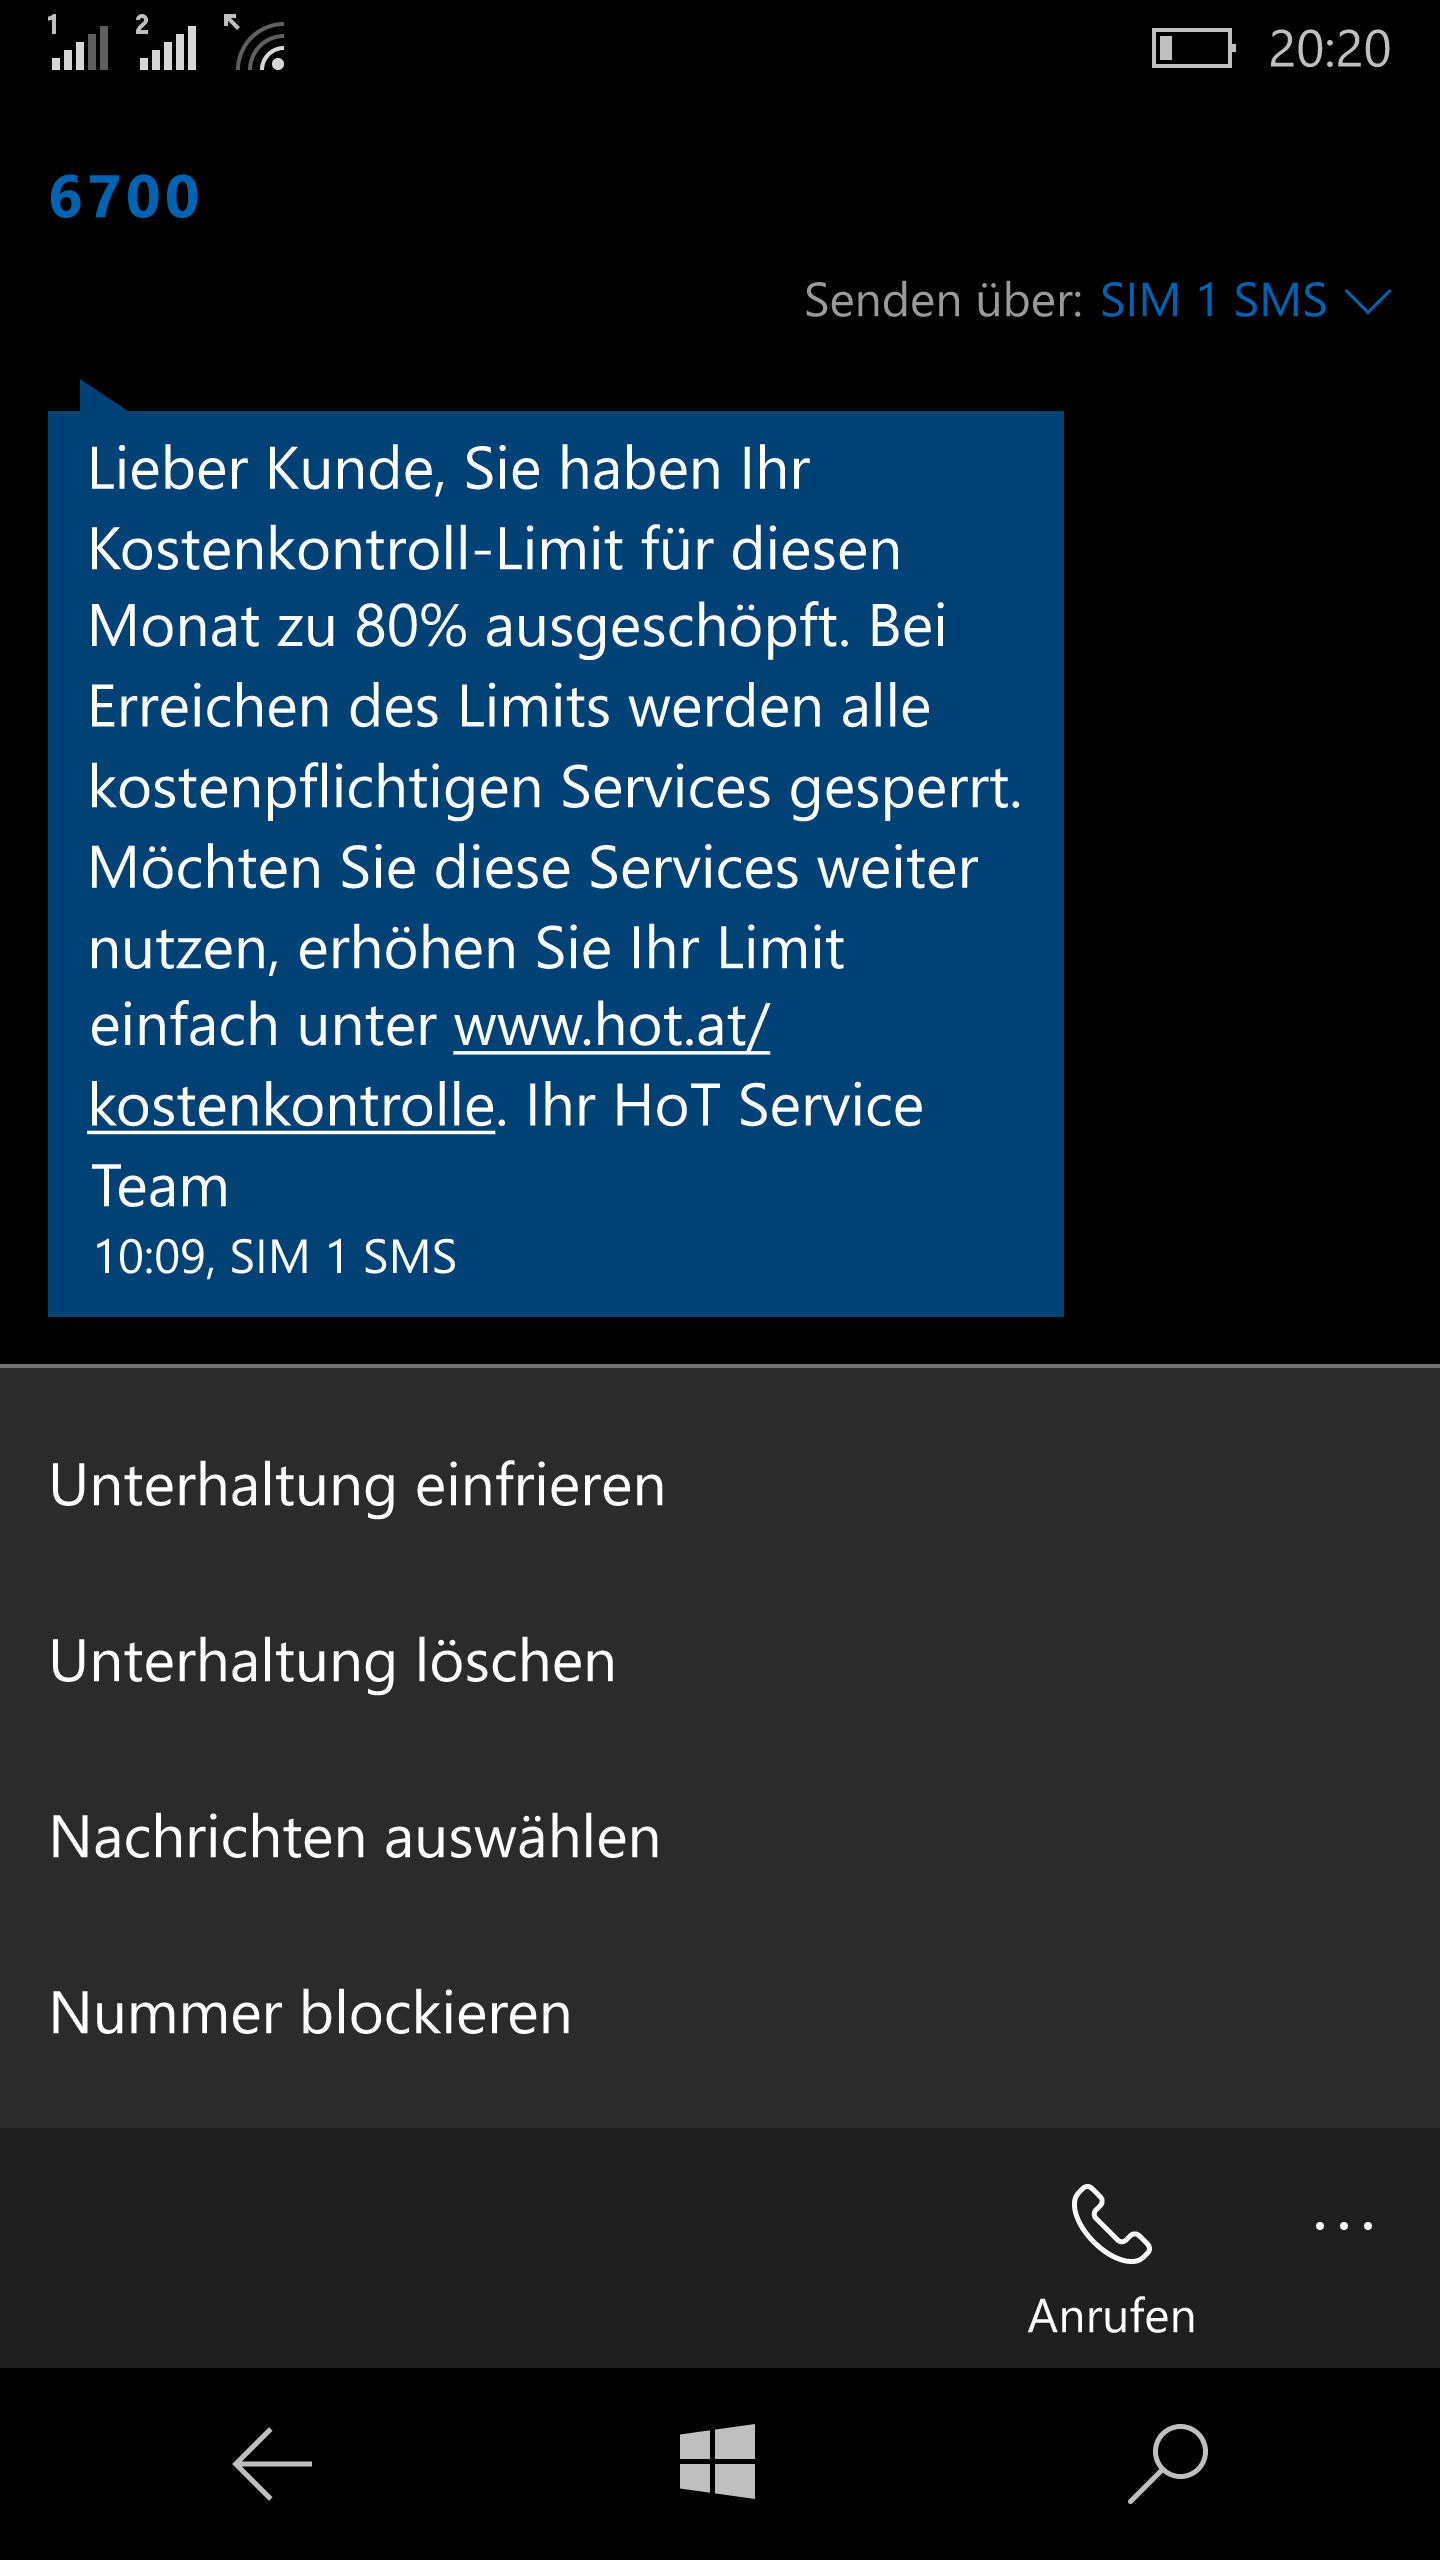 1 2 20:20
6700
Senden über: SIM 1 SMS
Lieber Kunde, Sie haben Ihr
Kostenkontroll-Limit für diesen
Monat zu 80% ausgeschöpft. Bei
Erreichen des Limits werden alle
kostenpflichtigen Services gesperrt.
Möchten Sie diese Services weiter
nutzen, erhöhen Sie Ihr Limit
einfach unter www.hot.at/
kostenkontrolle. Ihr HoT Service
Team
10:09, SIM 1 SMS
Unterhaltung einfrieren
Unterhaltung löschen
Nachrichten auswählen
Nummer blockieren
Anrufen